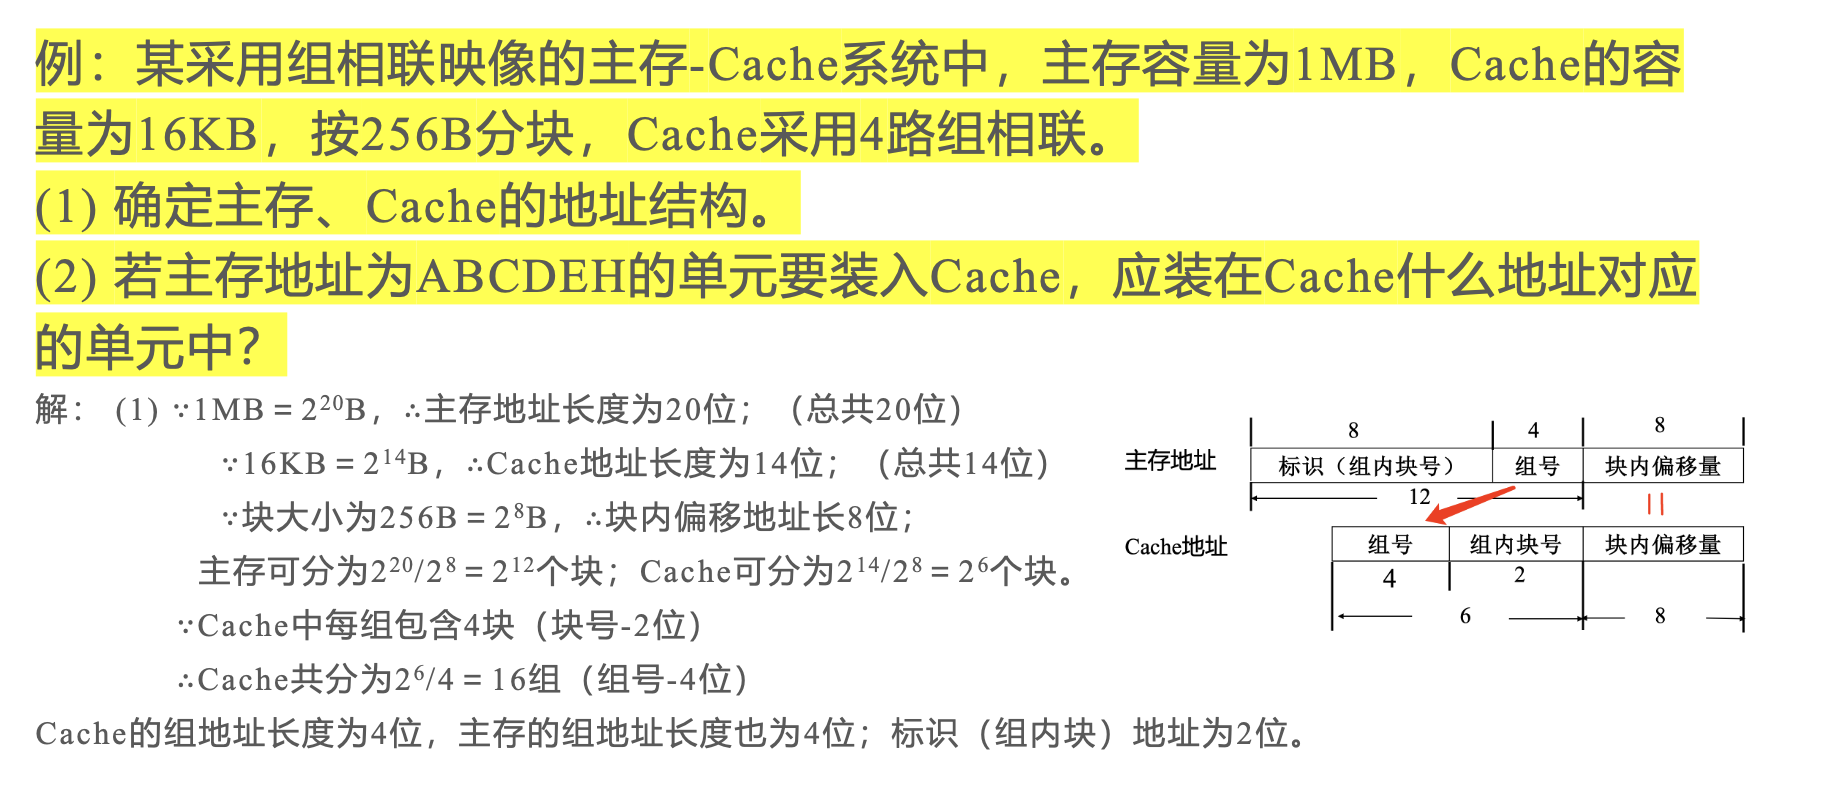 例：某采用组相联映像的主存-Cache系统中，主存容量为1MB，Cache的容
量为16KB，按256B分块，Cache采用4路组相联。
(1) 确定主存、Cache的地址结构。
(2) 若主存地址为ABCDEH的单元要装入Cache，应装在Cache什么地址对应
的单元中？
解： (1) ∵1MB = 2²⁰B，∴主存地址长度为20位；（总共20位）
∵16KB = 2¹⁴B，∴Cache地址长度为14位；（总共14位）
∵块大小为256B = 2⁸B，∴块内偏移地址长8位；
主存可分为2²⁰/2⁸ = 2¹²个块；Cache可分为2¹⁴/2⁸ = 2⁶个块。
∵Cache中每组包含4块（块号-2位）
∴Cache共分为2⁶/4 = 16组（组号-4位）
Cache的组地址长度为4位，主存的组地址长度也为4位；标识（组内块）地址为2位。
8 4 8
主存地址 标识（组内块号） 组号 块内偏移量
12
Cache地址 组号 组内块号 块内偏移量
4 2
6 8